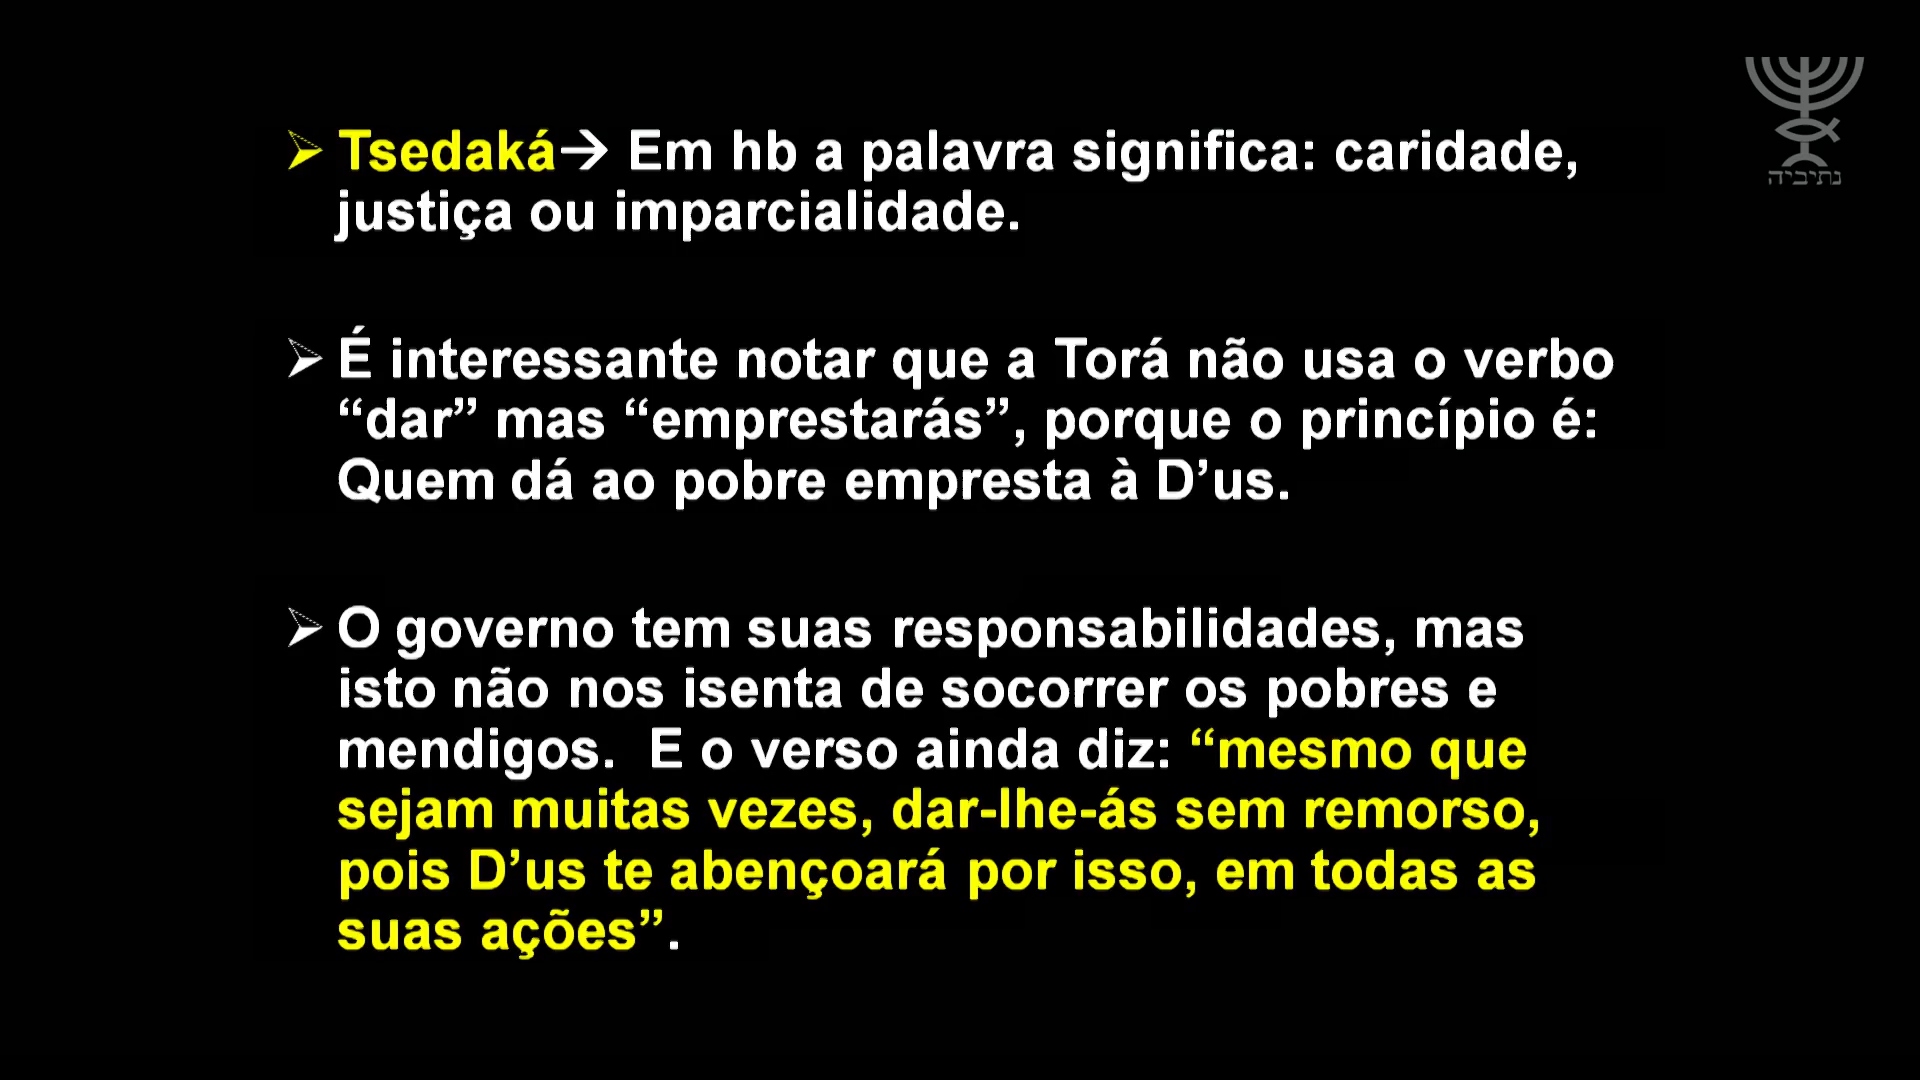 Tsedaká→ Em hb a palavra significa: caridade,
justiça ou imparcialidade.
נתיביה
É interessante notar que a Torá não usa o verbo
“dar” mas “emprestarás”, porque o princípio é:
Quem dá ao pobre empresta à D’us.
O governo tem suas responsabilidades, mas
isto não nos isenta de socorrer os pobres e
mendigos.  E o verso ainda diz: “mesmo que
sejam muitas vezes, dar-lhe-ás sem remorso,
pois D’us te abençoará por isso, em todas as
suas ações”.